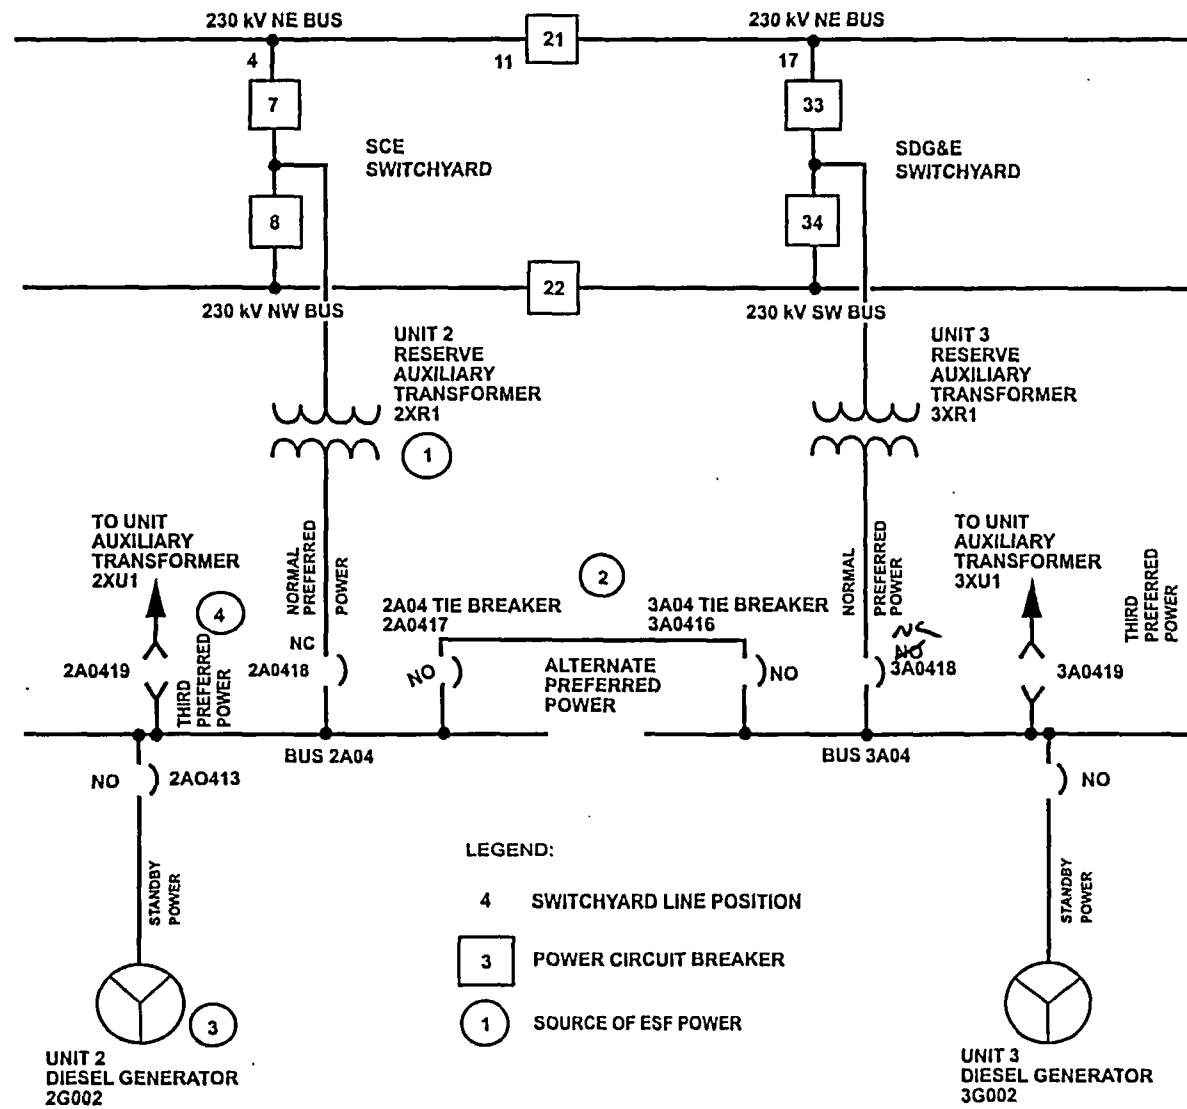 230 kV NE BUS
21
230 kV NE BUS
4
11
17
7
33
SCE
SWITCHYARD
SDG&E
SWITCHYARD
8
34
22
230 kV NW BUS
230 kV SW BUS
UNIT 2
RESERVE
AUXILIARY
TRANSFORMER
2XR1
UNIT 3
RESERVE
AUXILIARY
TRANSFORMER
3XR1
1
TO UNIT
AUXILIARY
TRANSFORMER
2XU1
4
NORMAL
PREFERRED
POWER
2
NORMAL
PREFERRED
POWER
TO UNIT
AUXILIARY
TRANSFORMER
3XU1
THIRD
PREFERRED
POWER
2A04 TIE BREAKER
2A0417
3A04 TIE BREAKER
3A0416
2A0419
THIRD
PREFERRED
POWER
NC
2A0418
NO
ALTERNATE
PREFERRED
POWER
NO
NC
NO
3A0418
3A0419
BUS 2A04
BUS 3A04
NO
2AO413
NO
STANDBY
POWER
STANDBY
POWER
LEGEND:
4 SWITCHYARD LINE POSITION
3 POWER CIRCUIT BREAKER
1 SOURCE OF ESF POWER
3
UNIT 2
DIESEL GENERATOR
2G002
UNIT 3
DIESEL GENERATOR
3G002